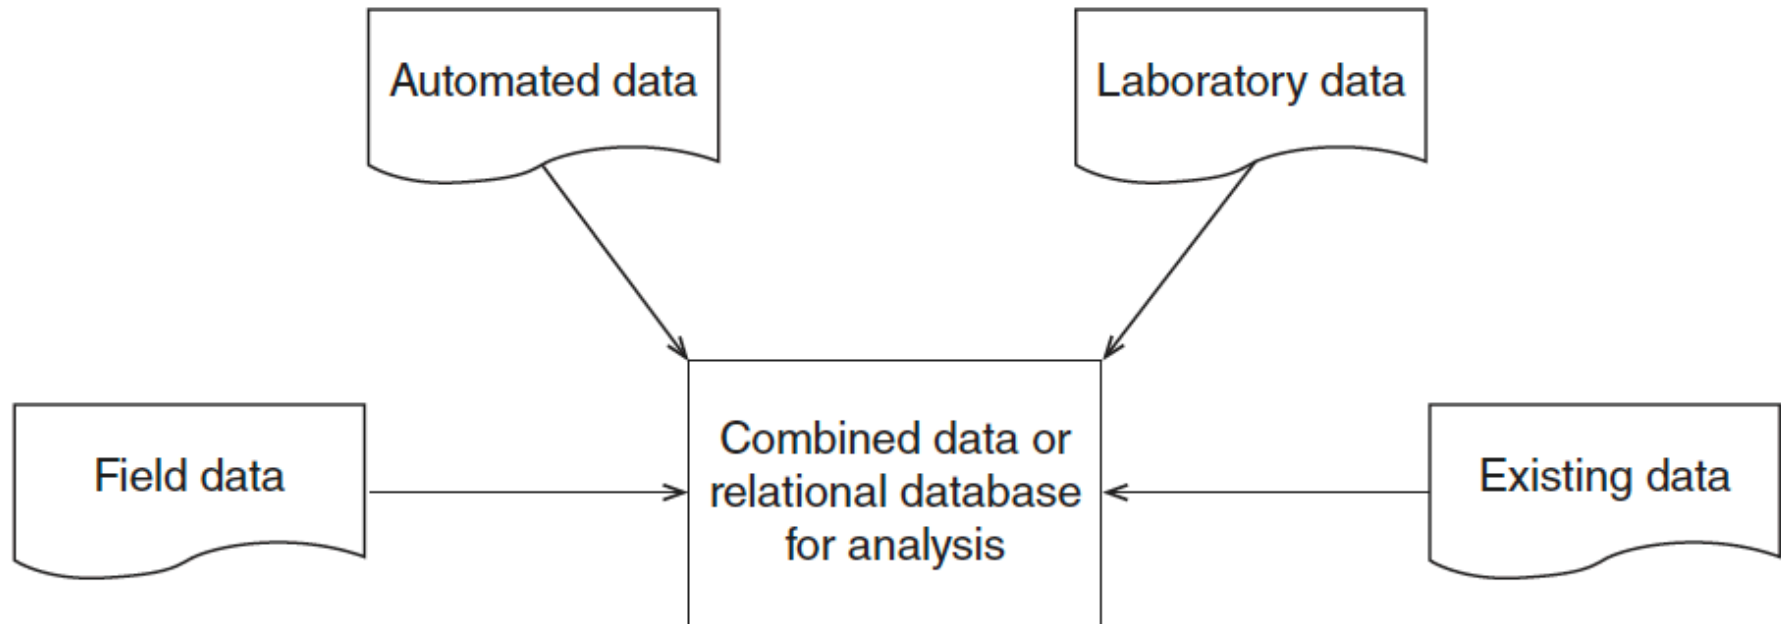 Automated data
Laboratory data
Field data
Combined data or
relational database
for analysis
Existing data